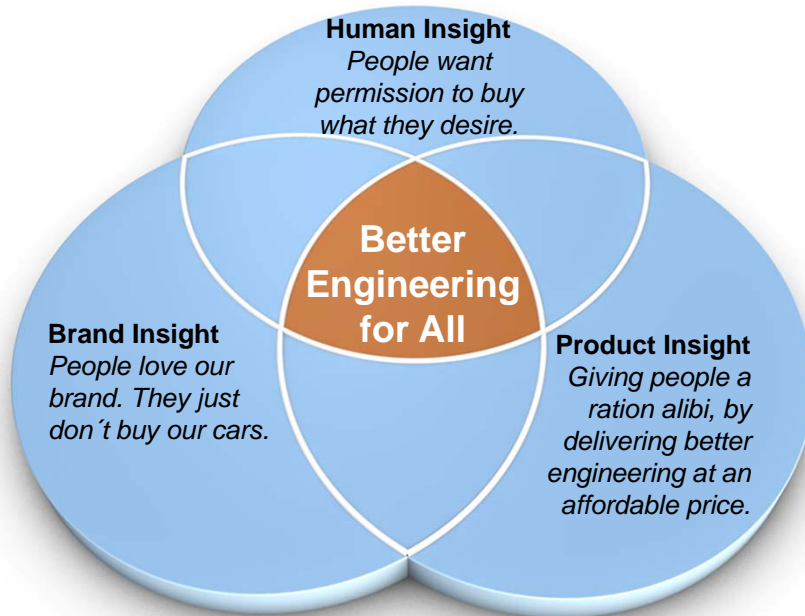 Human Insight
People want
permission to buy
what they desire.
Better
Engineering
for All
Brand Insight
People love our
brand. They just
don´t buy our cars.
Product Insight
Giving people a
ration alibi, by
delivering better
engineering at an
affordable price.